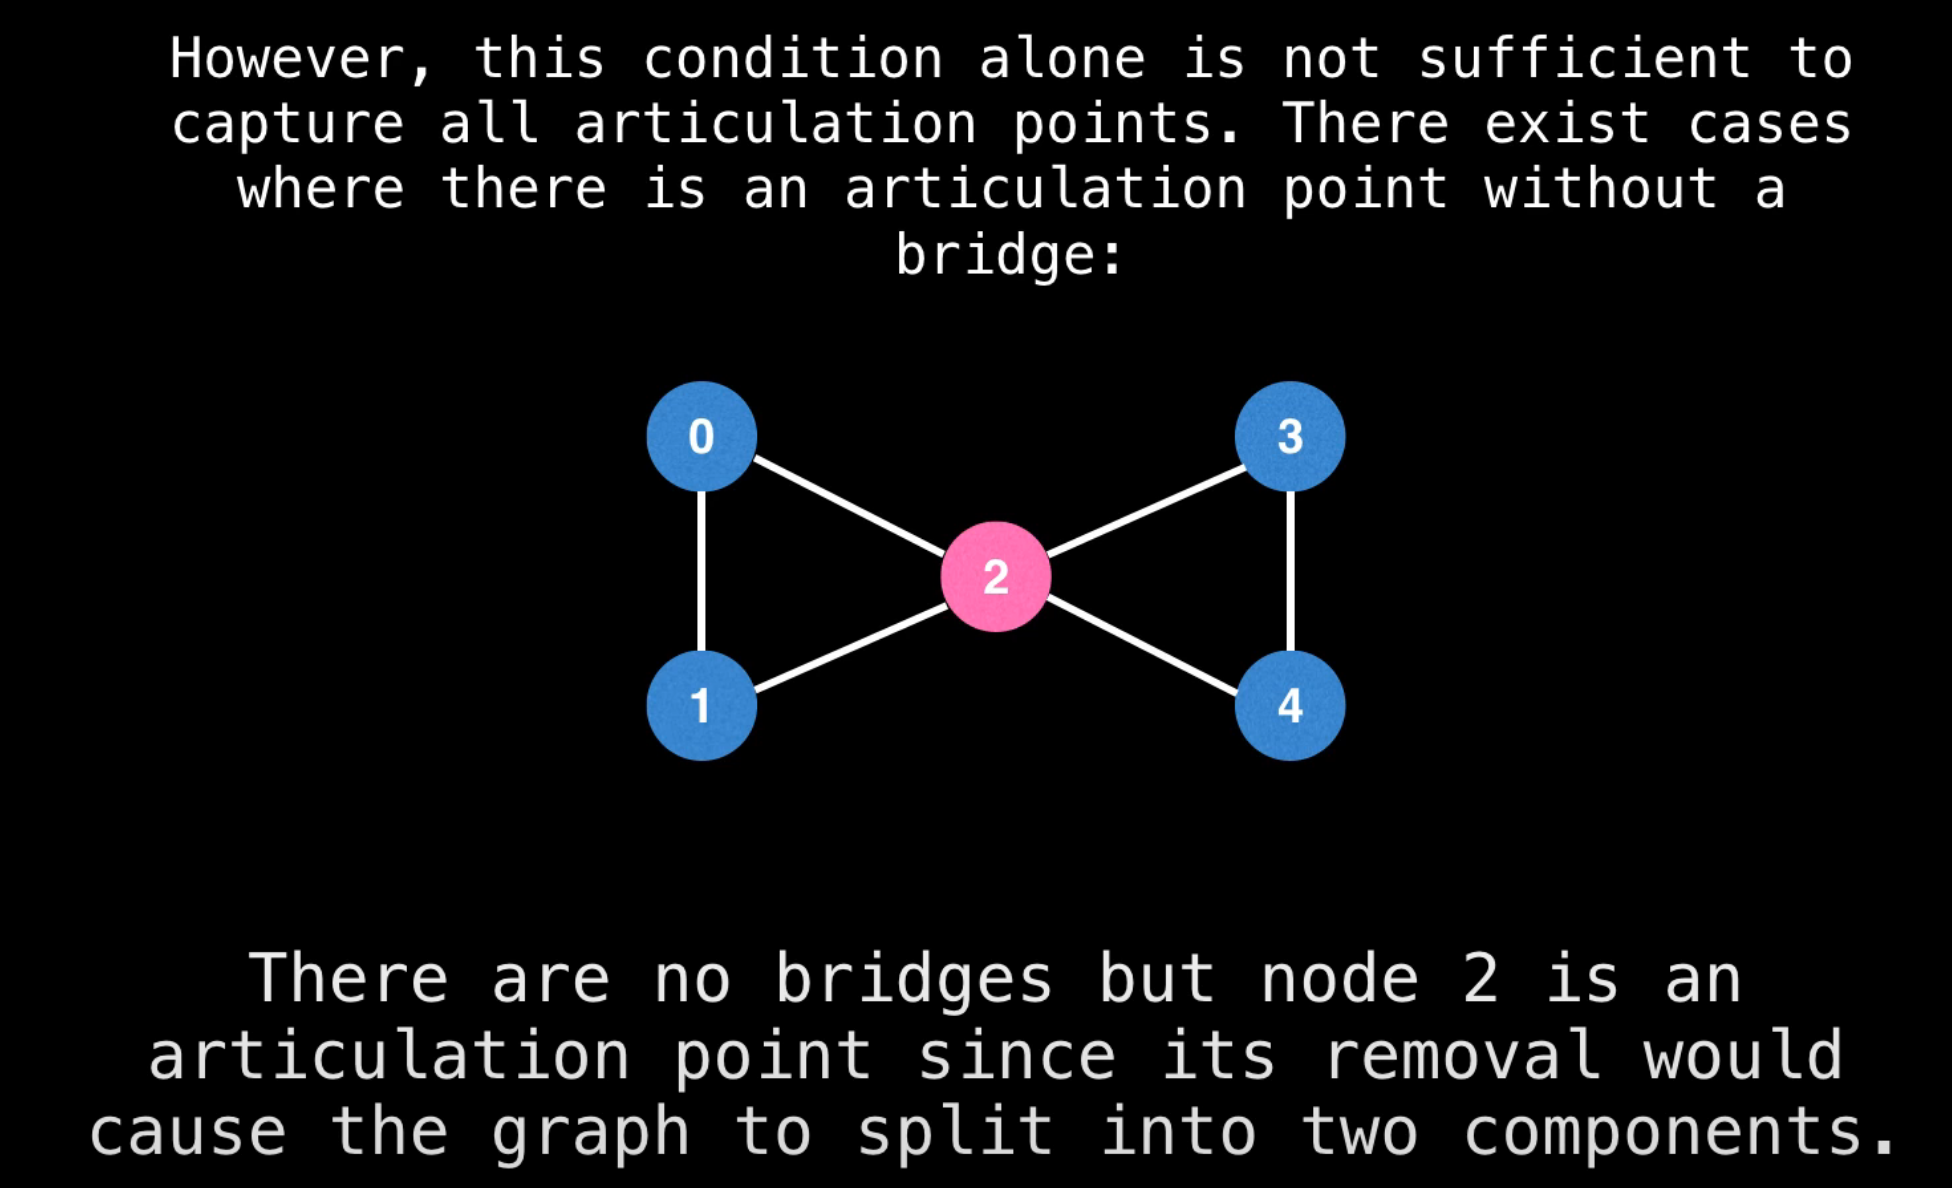 However, this condition alone is not sufficient to
capture all articulation points. There exist cases
where there is an articulation point without a
bridge:
0
3
2
1
4
There are no bridges but node 2 is an
articulation point since its removal would
cause the graph to split into two components.